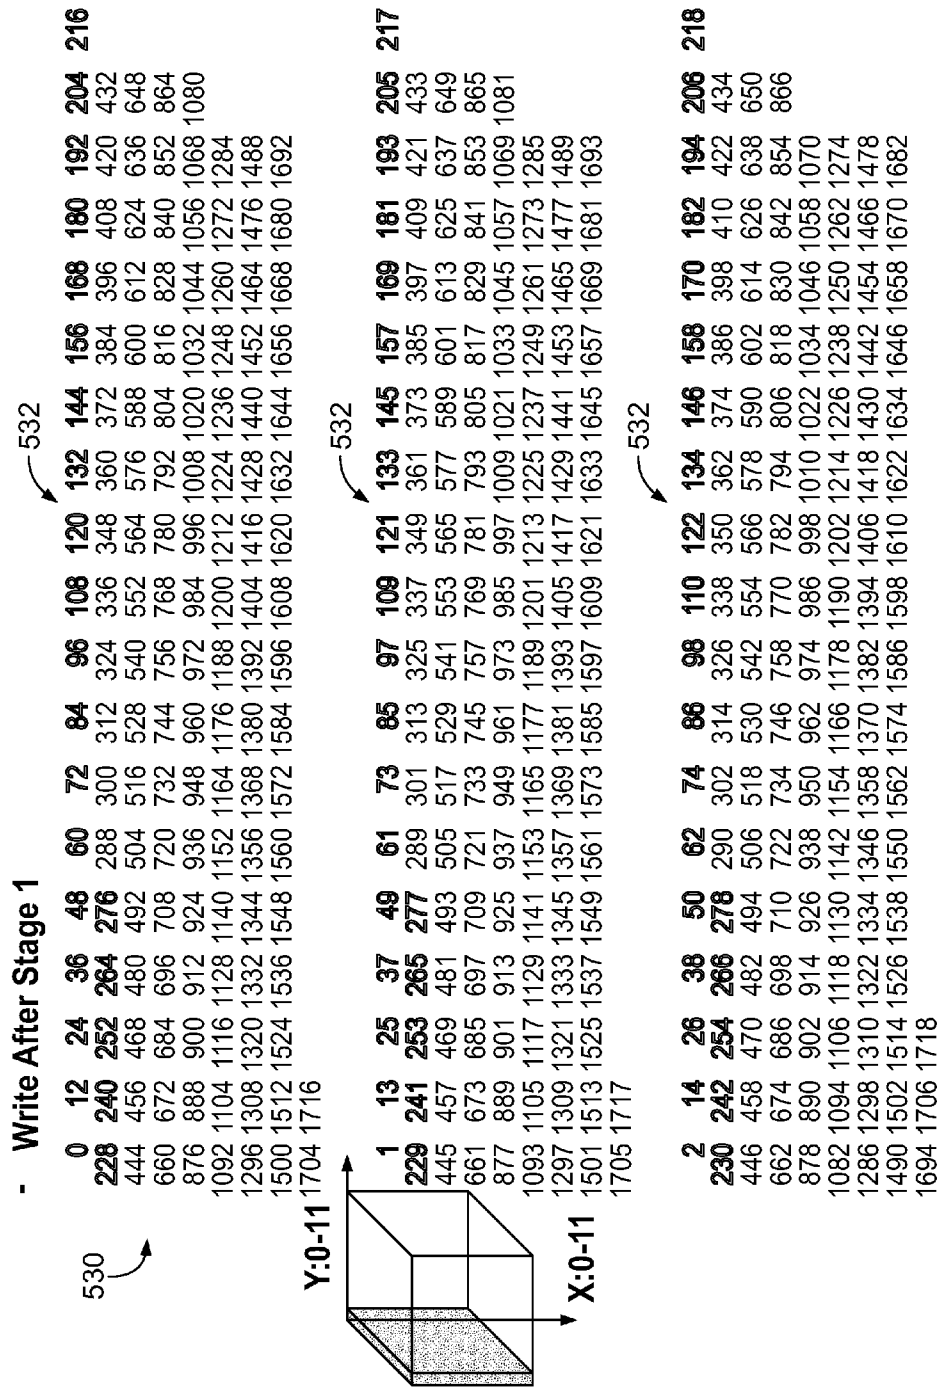 - Write After Stage 1
530
532
0 12 24 36 48 60 72 84 96 108 120 132 144 156 168 180 192 204 216
228 240 252 264 276 288 300 312 324 336 348 360 372 384 396 408 420 432
444 456 468 480 492 504 516 528 540 552 564 576 588 600 612 624 636 648
660 672 684 696 708 720 732 744 756 768 780 792 804 816 828 840 852 864
876 888 900 912 924 936 948 960 972 984 996 1008 1020 1032 1044 1056 1068 1080
1092 1104 1116 1128 1140 1152 1164 1176 1188 1200 1212 1224 1236 1248 1260 1272 1284
1296 1308 1320 1332 1344 1356 1368 1380 1392 1404 1416 1428 1440 1452 1464 1476 1488
1500 1512 1524 1536 1548 1560 1572 1584 1596 1608 1620 1632 1644 1656 1668 1680 1692
1704 1716
Y:0-11
532
1 13 25 37 49 61 73 85 97 109 121 133 145 157 169 181 193 205 217
229 241 253 265 277 289 301 313 325 337 349 361 373 385 397 409 421 433
445 457 469 481 493 505 517 529 541 553 565 577 589 601 613 625 637 649
661 673 685 697 709 721 733 745 757 769 781 793 805 817 829 841 853 865
877 889 901 913 925 937 949 961 973 985 997 1009 1021 1033 1045 1057 1069 1081
1093 1105 1117 1129 1141 1153 1165 1177 1189 1201 1213 1225 1237 1249 1261 1273 1285
1297 1309 1321 1333 1345 1357 1369 1381 1393 1405 1417 1429 1441 1453 1465 1477 1489
1501 1513 1525 1537 1549 1561 1573 1585 1597 1609 1621 1633 1645 1657 1669 1681 1693
1705 1717
X:0-11
532
2 14 26 38 50 62 74 86 98 110 122 134 146 158 170 182 194 206 218
230 242 254 266 278 290 302 314 326 338 350 362 374 386 398 410 422 434
446 458 470 482 494 506 518 530 542 554 566 578 590 602 614 626 638 650
662 674 686 698 710 722 734 746 758 770 782 794 806 818 830 842 854 866
878 890 902 914 926 938 950 962 974 986 998 1010 1022 1034 1046 1058 1070
1082 1094 1106 1118 1130 1142 1154 1166 1178 1190 1202 1214 1226 1238 1250 1262 1274
1286 1298 1310 1322 1334 1346 1358 1370 1382 1394 1406 1418 1430 1442 1454 1466 1478
1490 1502 1514 1526 1538 1550 1562 1574 1586 1598 1610 1622 1634 1646 1658 1670 1682
1694 1706 1718